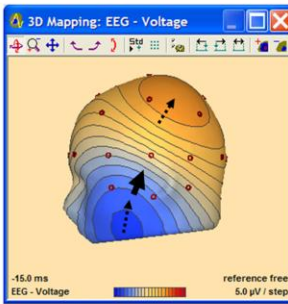 3D Mapping: EEG - Voltage
Std
-15.0 ms
reference free
EEG - Voltage
5.0 µV / step